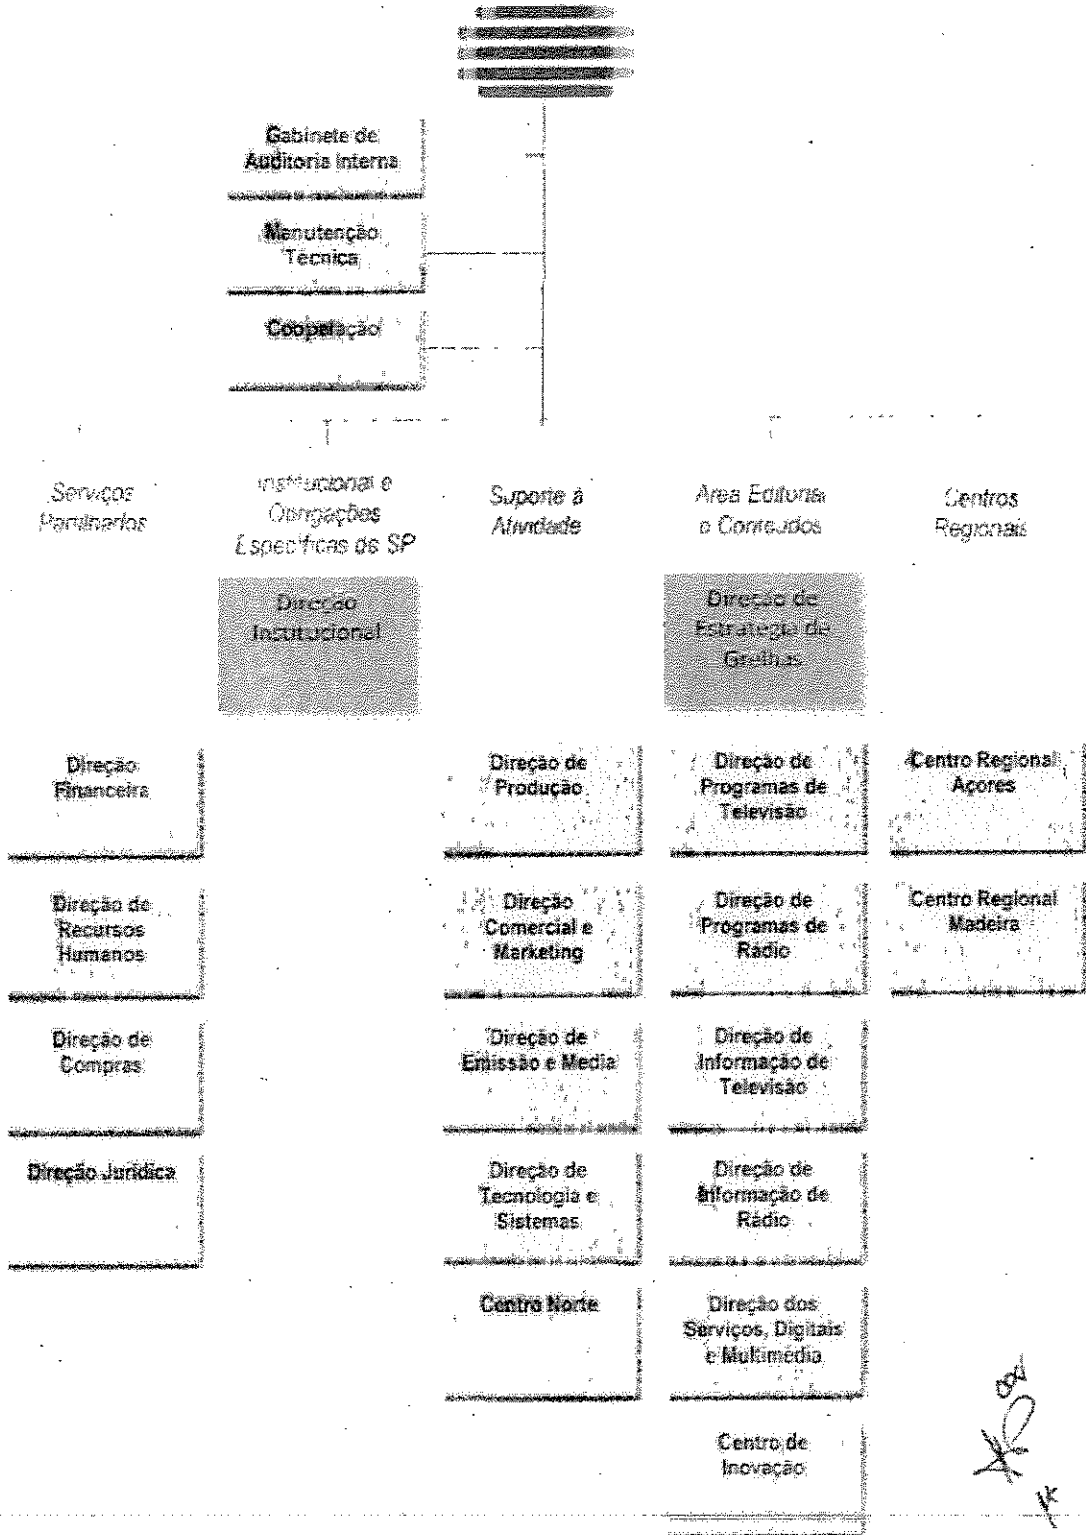 Gabinete de
Auditoria Interna
Manutenção
Técnica
Cooperação
Serviços
Partilhados
Institucional e
Obrigações
Específicas de SP
Suporte à
Atividade
Área Editorial
e Conteúdos
Centros
Regionais
Direção
Institucional
Direção de
Estratégia de
Grelhas
Direção
Financeira
Direção de
Recursos
Humanos
Direção de
Compras
Direção Jurídica
Direção de
Produção
Direção
Comercial e
Marketing
Direção de
Emissão e Media
Direção de
Tecnologia e
Sistemas
Centro Norte
Direção de
Programas de
Televisão
Direção de
Programas de
Rádio
Direção de
Informação de
Televisão
Direção de
Informação de
Rádio
Direção dos
Serviços, Digitais
e Multimédia
Centro de
Inovação
Centro Regional
Açores
Centro Regional
Madeira